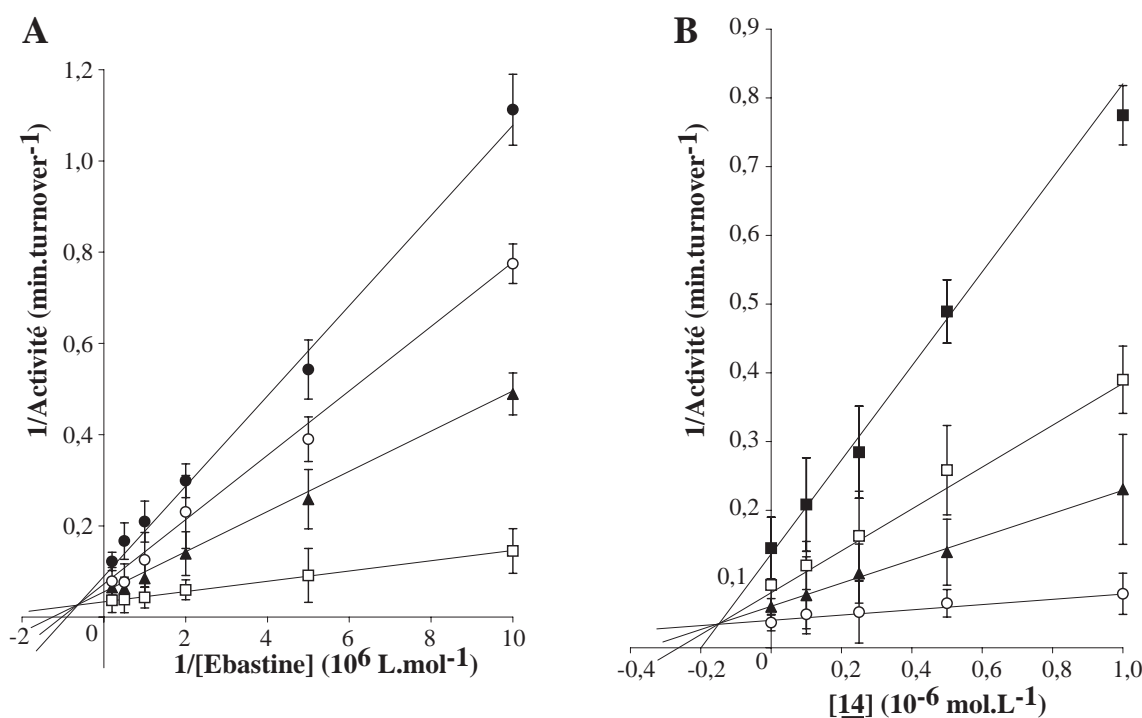 A
1/Activité (min.turnover-1)
1,2
1,0
0,8
0,6
0,4
0,2
-2 0 2 4 6 8 10
1/[Ebastine] (106 L.mol-1)
B
1/Activité (min.turnover-1)
0,9
0,8
0,7
0,6
0,5
0,4
0,3
0,2
0,1
-0,4 -0,2 0 0,2 0,4 0,6 0,8 1,0
[14] (10-6 mol.L-1)